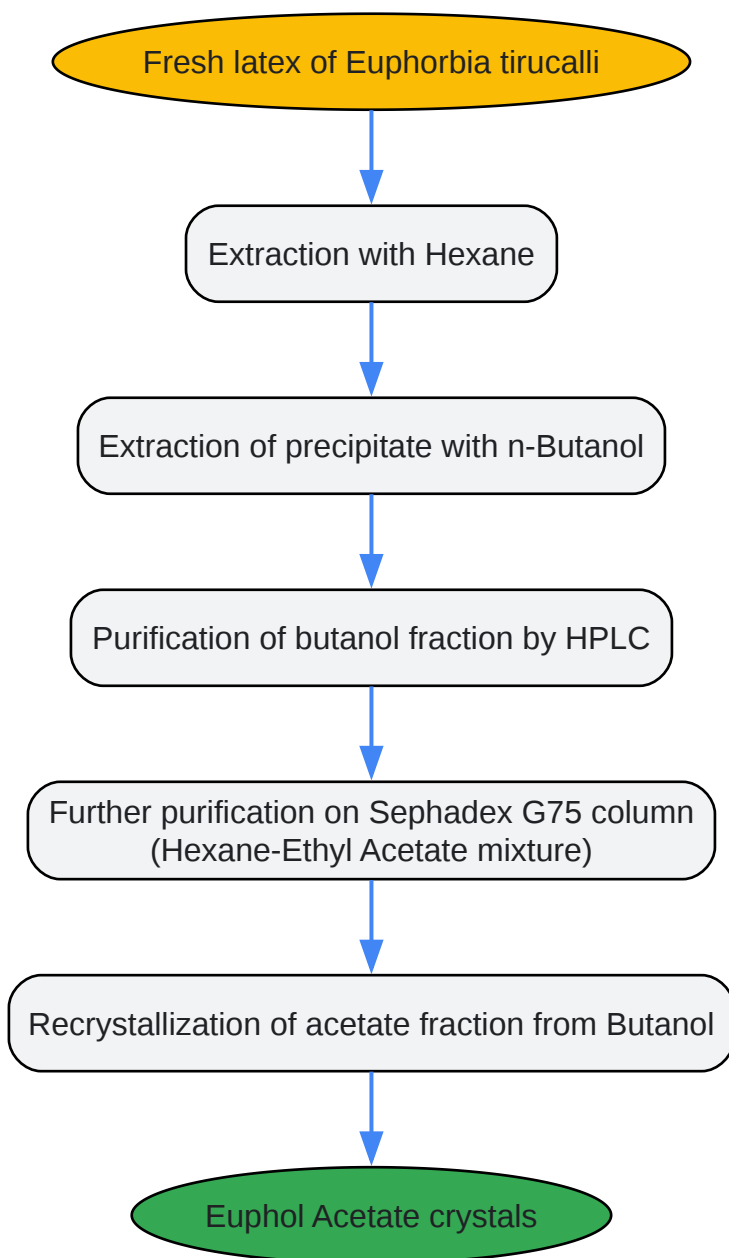 Fresh latex of Euphorbia tirucalli
Extraction with Hexane
Extraction of precipitate with n-Butanol
Purification of butanol fraction by HPLC
Further purification on Sephadex G75 column
(Hexane-Ethyl Acetate mixture)
Recrystallization of acetate fraction from Butanol
Euphol Acetate crystals